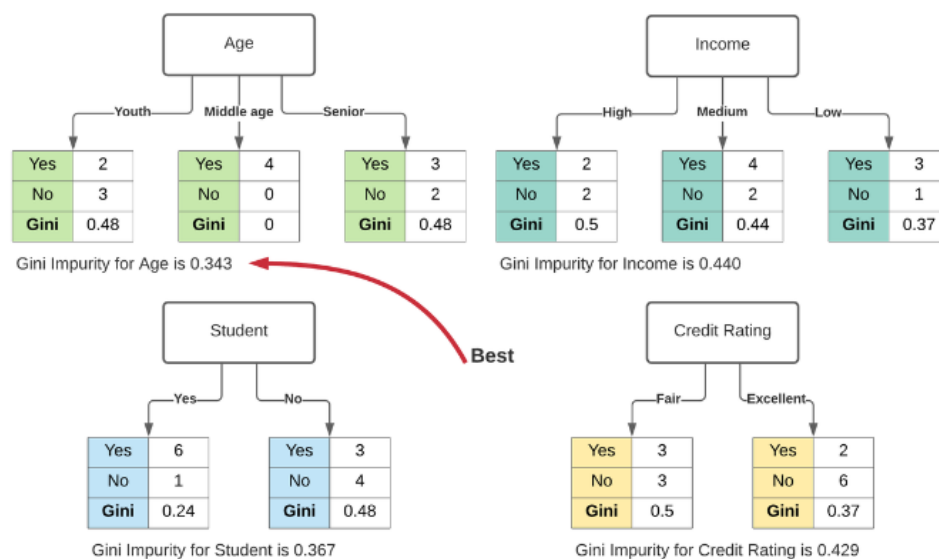 Age
Youth Middle age Senior
Yes 2
No 3
Gini 0.48
Yes 4
No 0
Gini 0
Yes 3
No 2
Gini 0.48
Gini Impurity for Age is 0.343
Income
High Medium Low
Yes 2
No 2
Gini 0.5
Yes 4
No 2
Gini 0.44
Yes 3
No 1
Gini 0.37
Gini Impurity for Income is 0.440
Best
Student
Yes No
Yes 6
No 1
Gini 0.24
Yes 3
No 4
Gini 0.48
Gini Impurity for Student is 0.367
Credit Rating
Fair Excellent
Yes 3
No 3
Gini 0.5
Yes 2
No 6
Gini 0.37
Gini Impurity for Credit Rating is 0.429